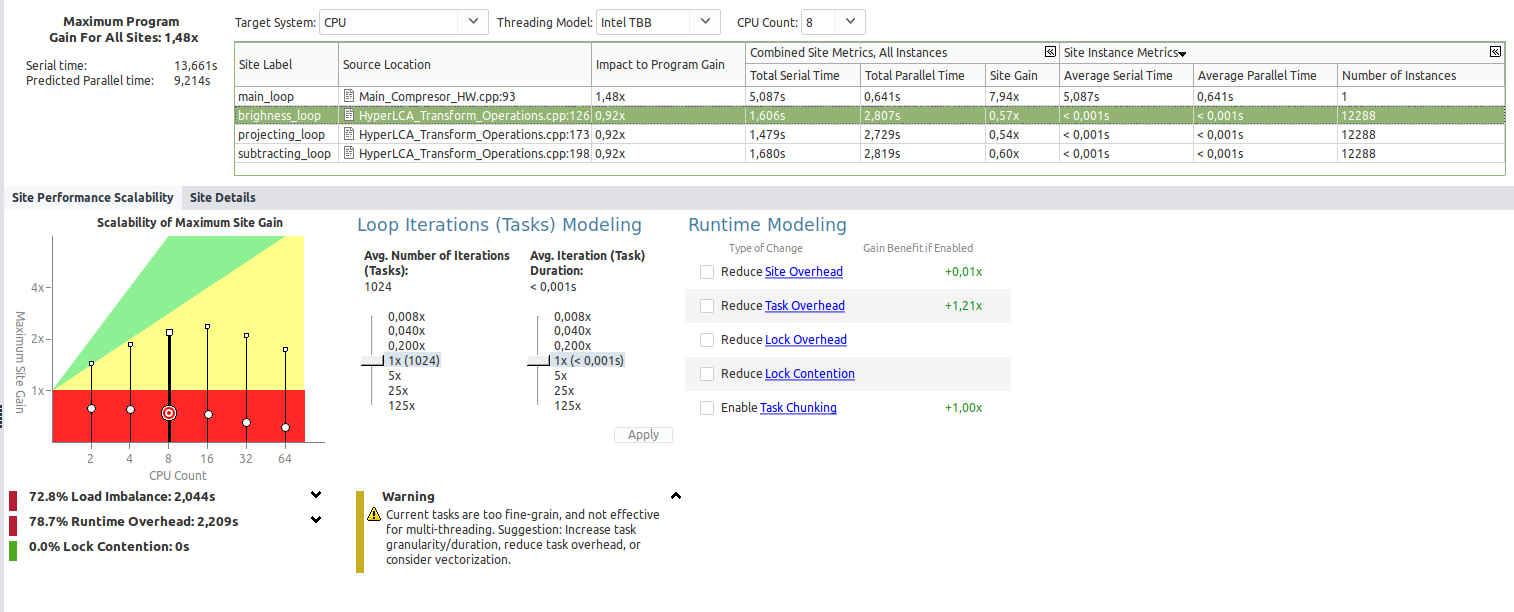 Maximum Program
Gain For All Sites: 1,48x
Serial time: 13,661s
Predicted Parallel time: 9,214s
Target System: CPU Threading Model: Intel TBB CPU Count: 8
Site Label Source Location Impact to Program Gain Combined Site Metrics, All Instances Site Instance Metrics
Total Serial Time Total Parallel Time Site Gain Average Serial Time Average Parallel Time Number of Instances
main_loop Main_Compresor_HW.cpp:93 1,48x 5,087s 0,641s 7,94x 5,087s 0,641s 1
brighness_loop HyperLCA_Transform_Operations.cpp:126 0,92x 1,606s 2,807s 0,57x < 0,001s < 0,001s 12288
projecting_loop HyperLCA_Transform_Operations.cpp:173 0,92x 1,479s 2,729s 0,54x < 0,001s < 0,001s 12288
subtracting_loop HyperLCA_Transform_Operations.cpp:198 0,92x 1,680s 2,819s 0,60x < 0,001s < 0,001s 12288
Site Performance Scalability Site Details
Scalability of Maximum Site Gain
Maximum Site Gain
4x
2x
1x
2 4 8 16 32 64
CPU Count
72.8% Load Imbalance: 2,044s
78.7% Runtime Overhead: 2,209s
0.0% Lock Contention: 0s
Loop Iterations (Tasks) Modeling
Avg. Number of Iterations
(Tasks):
1024
0,008x
0,040x
0,200x
1x (1024)
5x
25x
125x
Avg. Iteration (Task)
Duration:
< 0,001s
0,008x
0,040x
0,200x
1x (< 0,001s)
5x
25x
125x
Apply
Warning
Current tasks are too fine-grain, and not effective
for multi-threading. Suggestion: Increase task
granularity/duration, reduce task overhead, or
consider vectorization.
Runtime Modeling
Type of Change Gain Benefit if Enabled
Reduce Site Overhead +0,01x
Reduce Task Overhead +1,21x
Reduce Lock Overhead
Reduce Lock Contention
Enable Task Chunking +1,00x